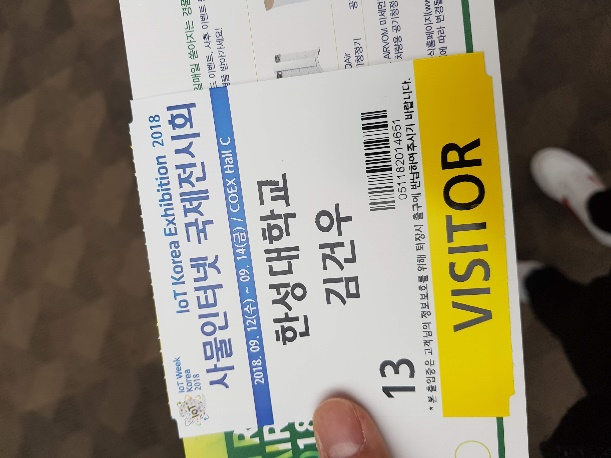 IoT Week
Korea
2018
IoT Korea Exhibition 2018
사물인터넷 국제전시회
2018. 09. 12(수) ~ 09. 14(금) / COEX Hall C
한성대학교
김건우
13
051182014651
* 본 출입증은 고객님의 정보보호를 위해 퇴장시 출구에 반납하여주시기 바랍니다.
VISITOR